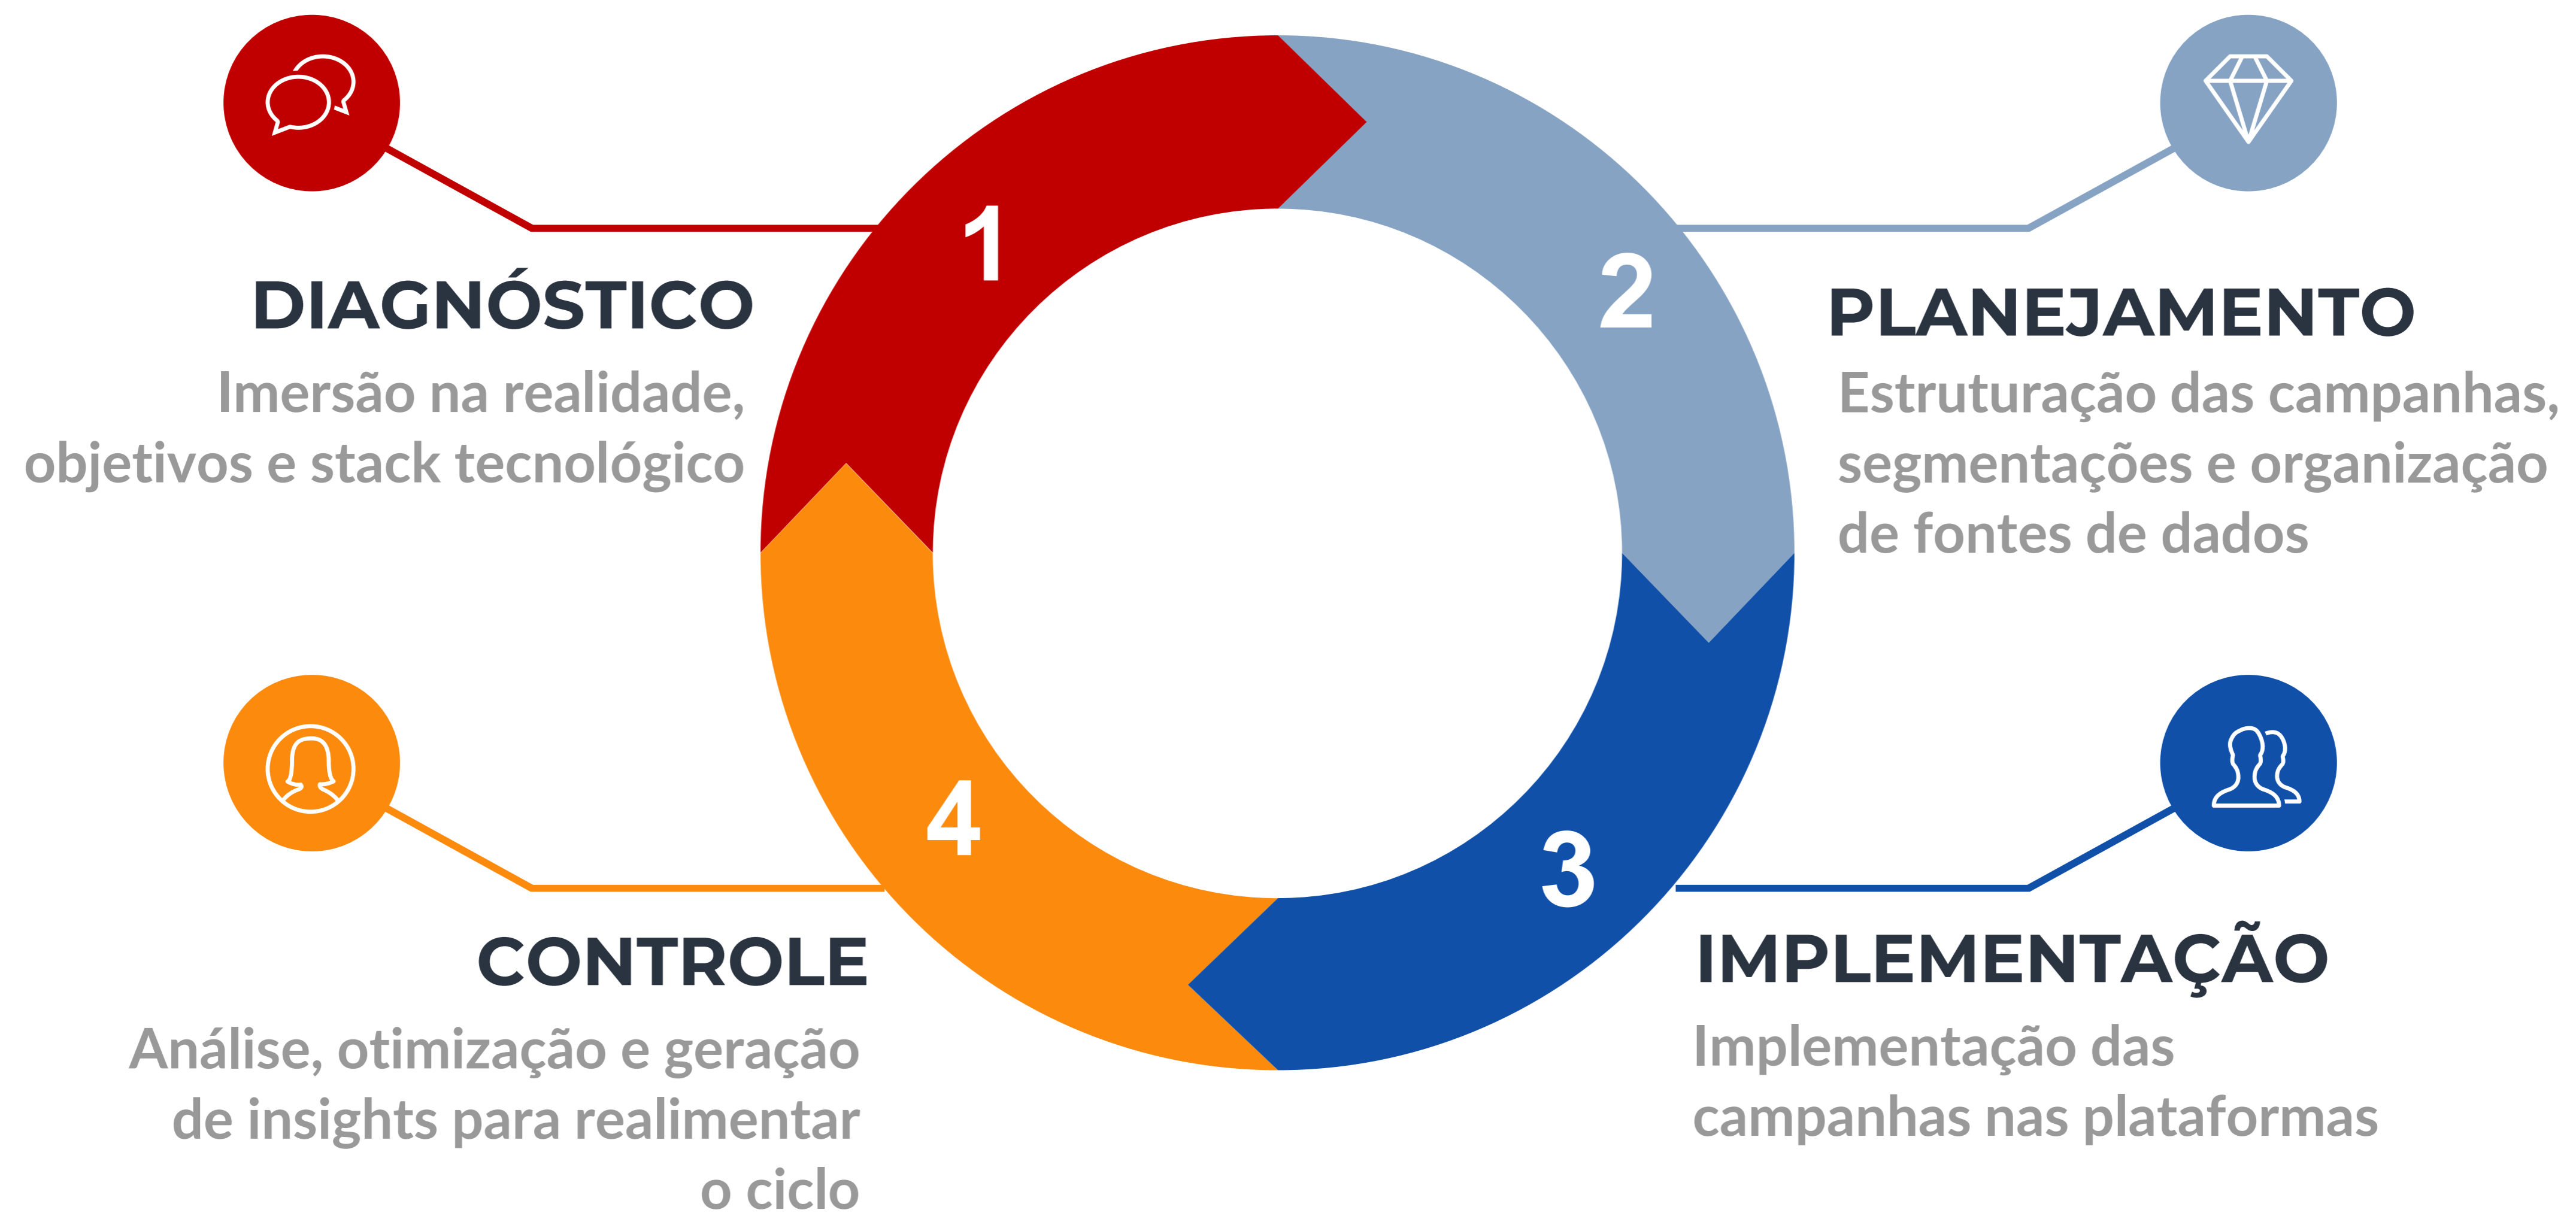 1
DIAGNÓSTICO
Imersão na realidade,
objetivos e stack tecnológico
2
PLANEJAMENTO
Estruturação das campanhas,
segmentações e organização
de fontes de dados
3
IMPLEMENTAÇÃO
Implementação das
campanhas nas plataformas
4
CONTROLE
Análise, otimização e geração
de insights para realimentar
o ciclo